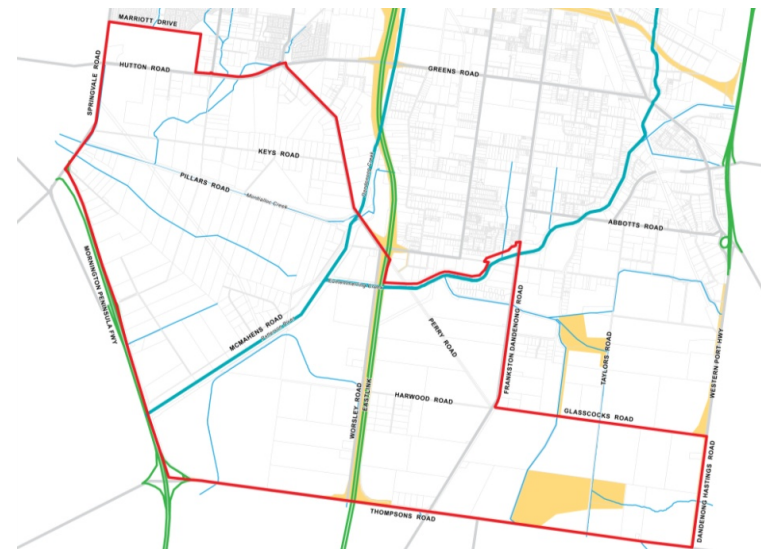 MARRIOTT DRIVE
SPRINGVALE ROAD
HUTTON ROAD
GREENS ROAD
KEYS ROAD
PILLARS ROAD
Mordialloc Creek
ABBOTTS ROAD
MORNINGTON PENINSULA FWY
MCMAHENS ROAD
PERRY ROAD
FRANKSTON DANDENONG ROAD
TAYLORS ROAD
WESTERN PORT HWY
WORSLEY ROAD
EASTLINK
HARWOOD ROAD
GLASSCOCKS ROAD
DANDENONG HASTINGS ROAD
THOMPSONS ROAD